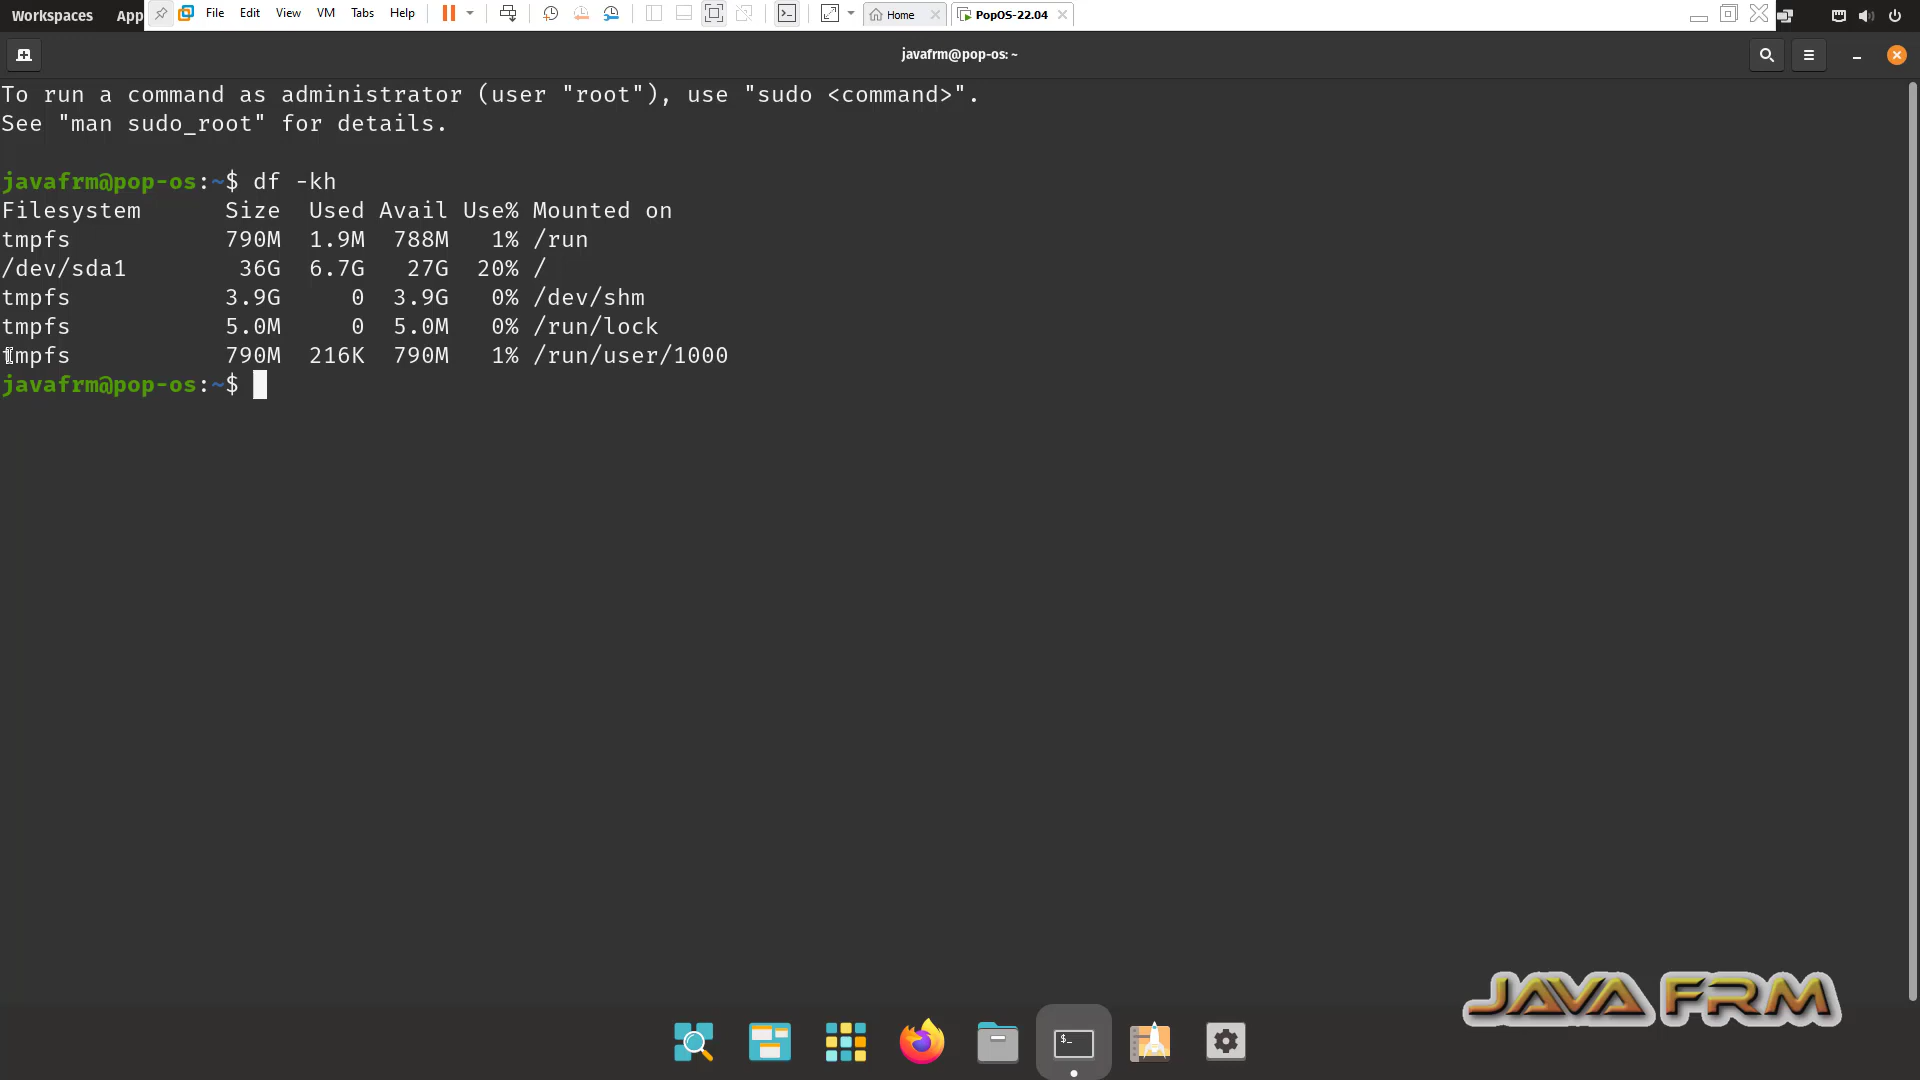 Workspaces App File Edit View VM Tabs Help Home PopOS-22.04
javafrm@pop-os: ~
To run a command as administrator (user "root"), use "sudo <command>".
See "man sudo_root" for details.
javafrm@pop-os:~$ df -kh
Filesystem Size Used Avail Use% Mounted on
tmpfs 790M 1.9M 788M 1% /run
/dev/sda1 36G 6.7G 27G 20% /
tmpfs 3.9G 0 3.9G 0% /dev/shm
tmpfs 5.0M 0 5.0M 0% /run/lock
tmpfs 790M 216K 790M 1% /run/user/1000
javafrm@pop-os:~$
JAVA FRM